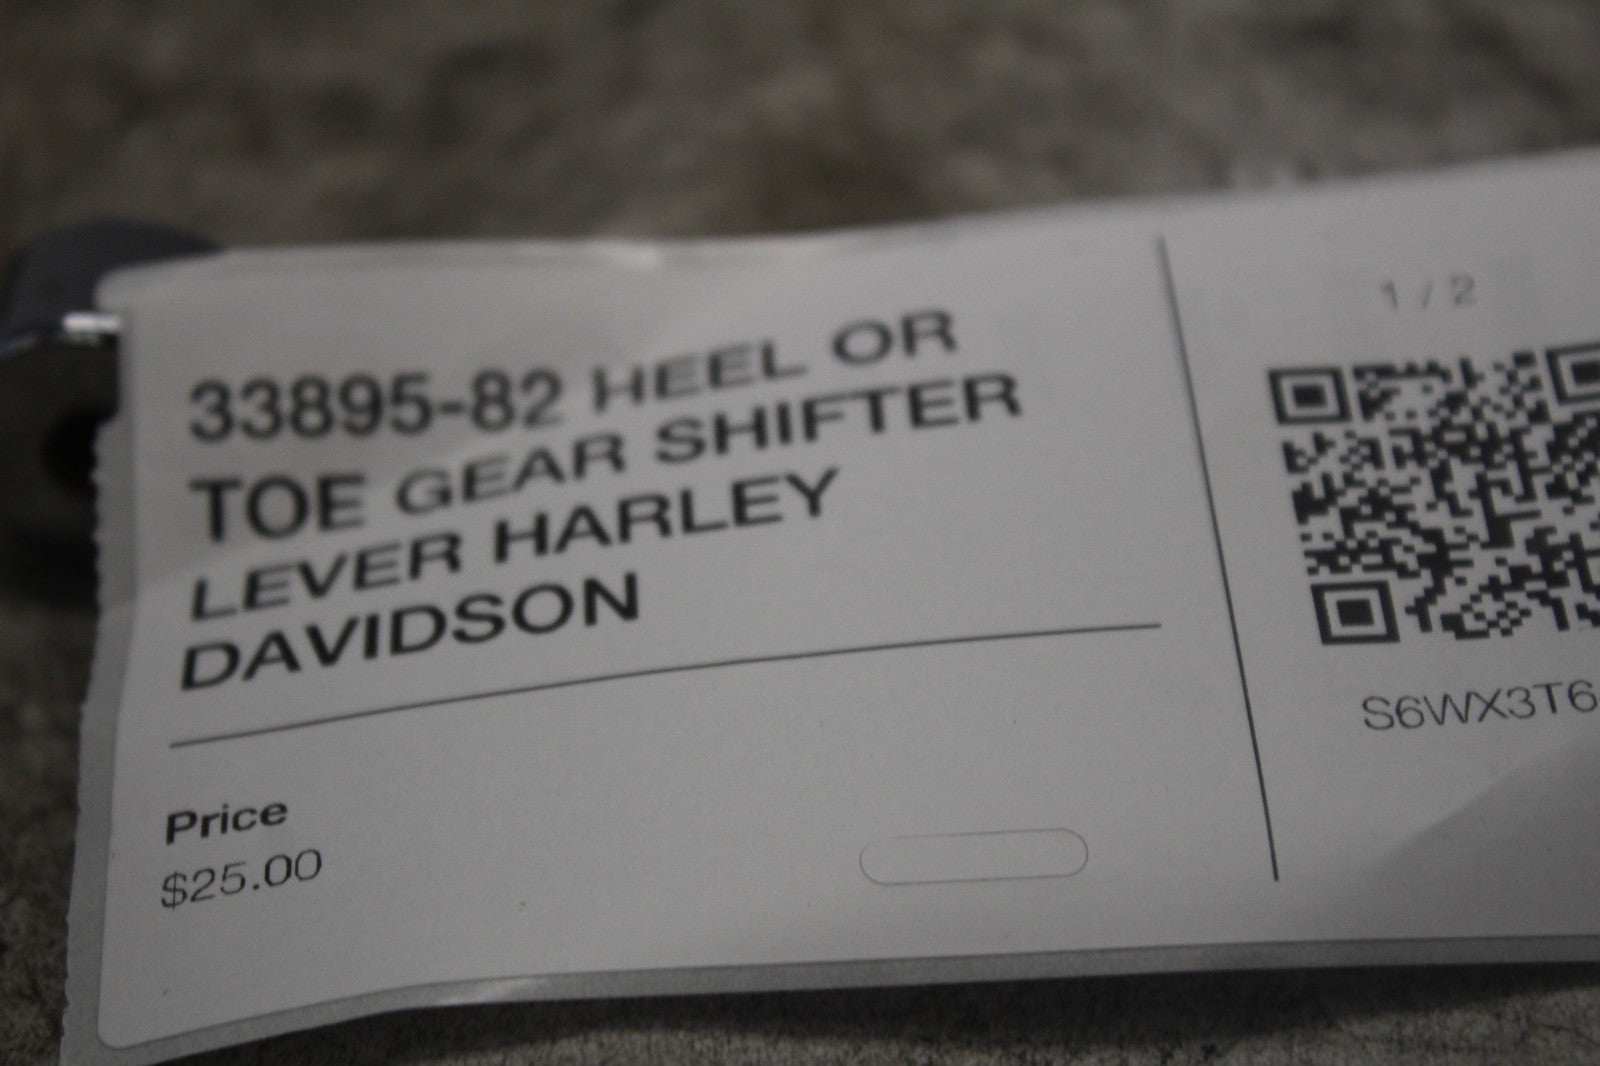 33895-82 HEEL OR
TOE GEAR SHIFTER
LEVER HARLEY
DAVIDSON
Price
$25.00
1 / 2
S6WX3T6